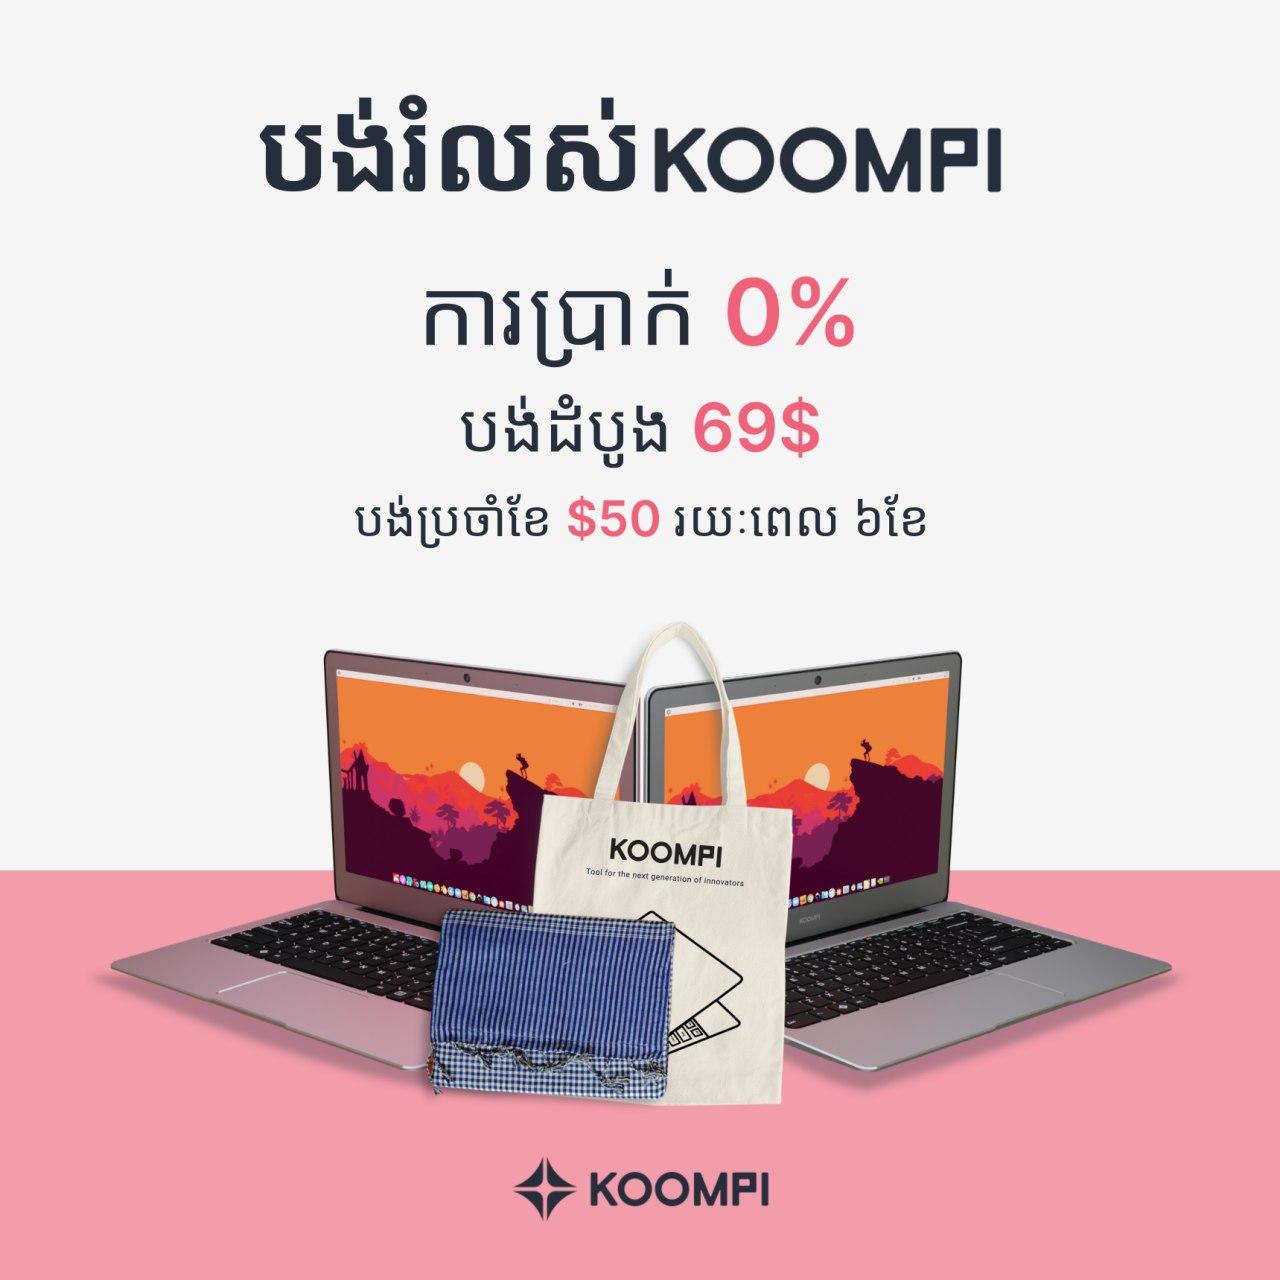 បង់រំលស់KOOMPI
ការប្រាក់ 0%
បង់ដំបូង 69$
បង់ប្រចាំខែ $50 រយៈពេល ៦ខែ
KOOMPI
Tool for the next generation of innovators
KOOMPI
KOOMPI